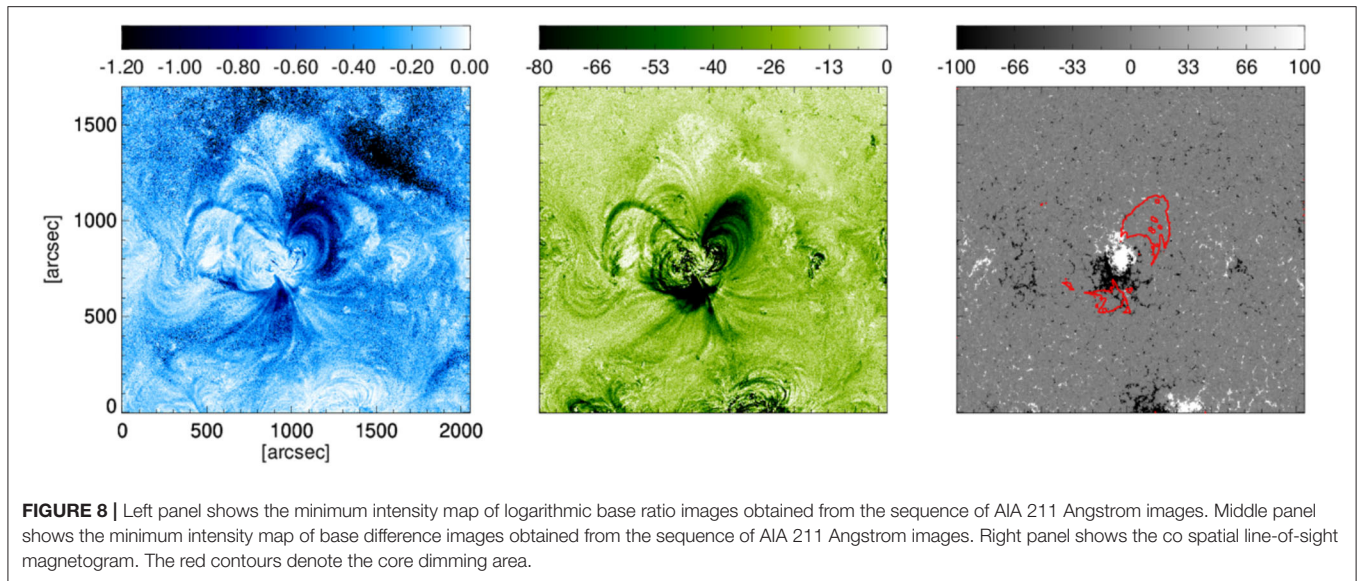 -1.20 -1.00 -0.80 -0.60 -0.40 -0.20 0.00
-80 -66 -53 -40 -26 -13 0
-100 -66 -33 0 33 66 100
1500
1000
500
0
[arcsec]
0 500 1000 1500 2000
[arcsec]
FIGURE 8 | Left panel shows the minimum intensity map of logarithmic base ratio images obtained from the sequence of AIA 211 Angstrom images. Middle panel
shows the minimum intensity map of base difference images obtained from the sequence of AIA 211 Angstrom images. Right panel shows the co spatial line-of-sight
magnetogram. The red contours denote the core dimming area.